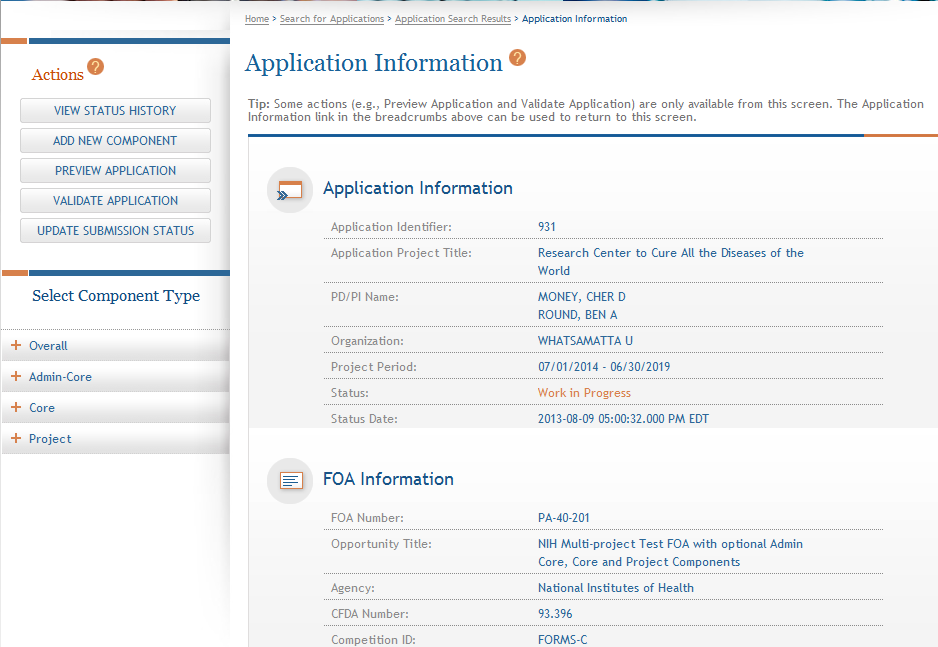 Home > Search for Applications > Application Search Results > Application Information
Actions ?
VIEW STATUS HISTORY
ADD NEW COMPONENT
PREVIEW APPLICATION
VALIDATE APPLICATION
UPDATE SUBMISSION STATUS
Select Component Type
+ Overall
+ Admin-Core
+ Core
+ Project
Application Information ?
Tip: Some actions (e.g., Preview Application and Validate Application) are only available from this screen. The Application
Information link in the breadcrumbs above can be used to return to this screen.
Application Information
Application Identifier: 931
Application Project Title: Research Center to Cure All the Diseases of the
World
PD/PI Name: MONEY, CHER D
ROUND, BEN A
Organization: WHATSAMATTA U
Project Period: 07/01/2014 - 06/30/2019
Status: Work in Progress
Status Date: 2013-08-09 05:00:32.000 PM EDT
FOA Information
FOA Number: PA-40-201
Opportunity Title: NIH Multi-project Test FOA with optional Admin
Core, Core and Project Components
Agency: National Institutes of Health
CFDA Number: 93.396
Competition ID: FORMS-C